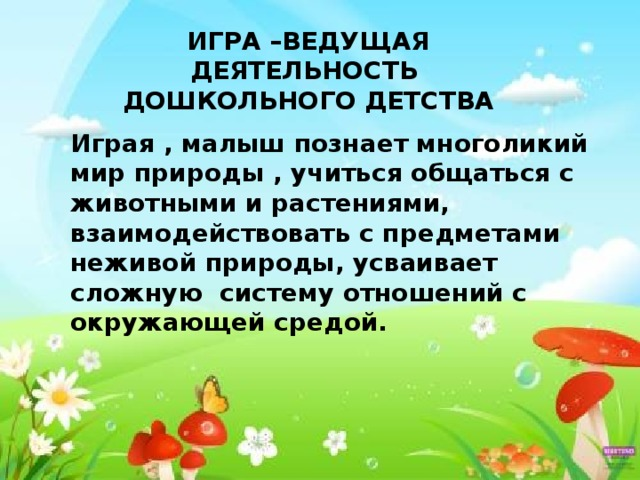 ИГРА –ВЕДУЩАЯ
ДЕЯТЕЛЬНОСТЬ
ДОШКОЛЬНОГО ДЕТСТВА
Играя , малыш познает многоликий
мир природы , учиться общаться с
животными и растениями,
взаимодействовать с предметами
неживой природы, усваивает
сложную  систему отношений с
окружающей средой.